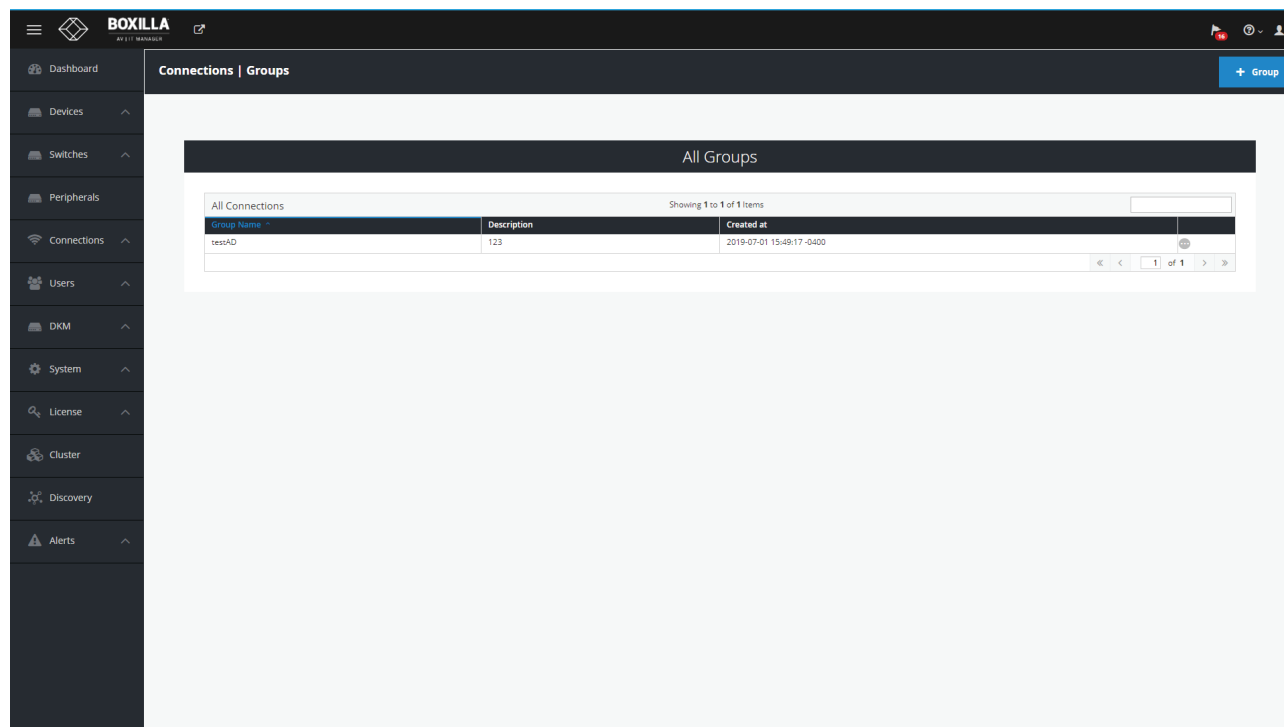 BOXILLA
AV | IT MANAGER
16
Dashboard
Connections | Groups
+ Group
Devices
Switches
All Groups
Peripherals
All Connections
Showing 1 to 1 of 1 Items
Group Name
Description
Created at
testAD
123
2019-07-01 15:49:17 -0400
1 of 1
Connections
Users
DKM
System
License
Cluster
Discovery
Alerts